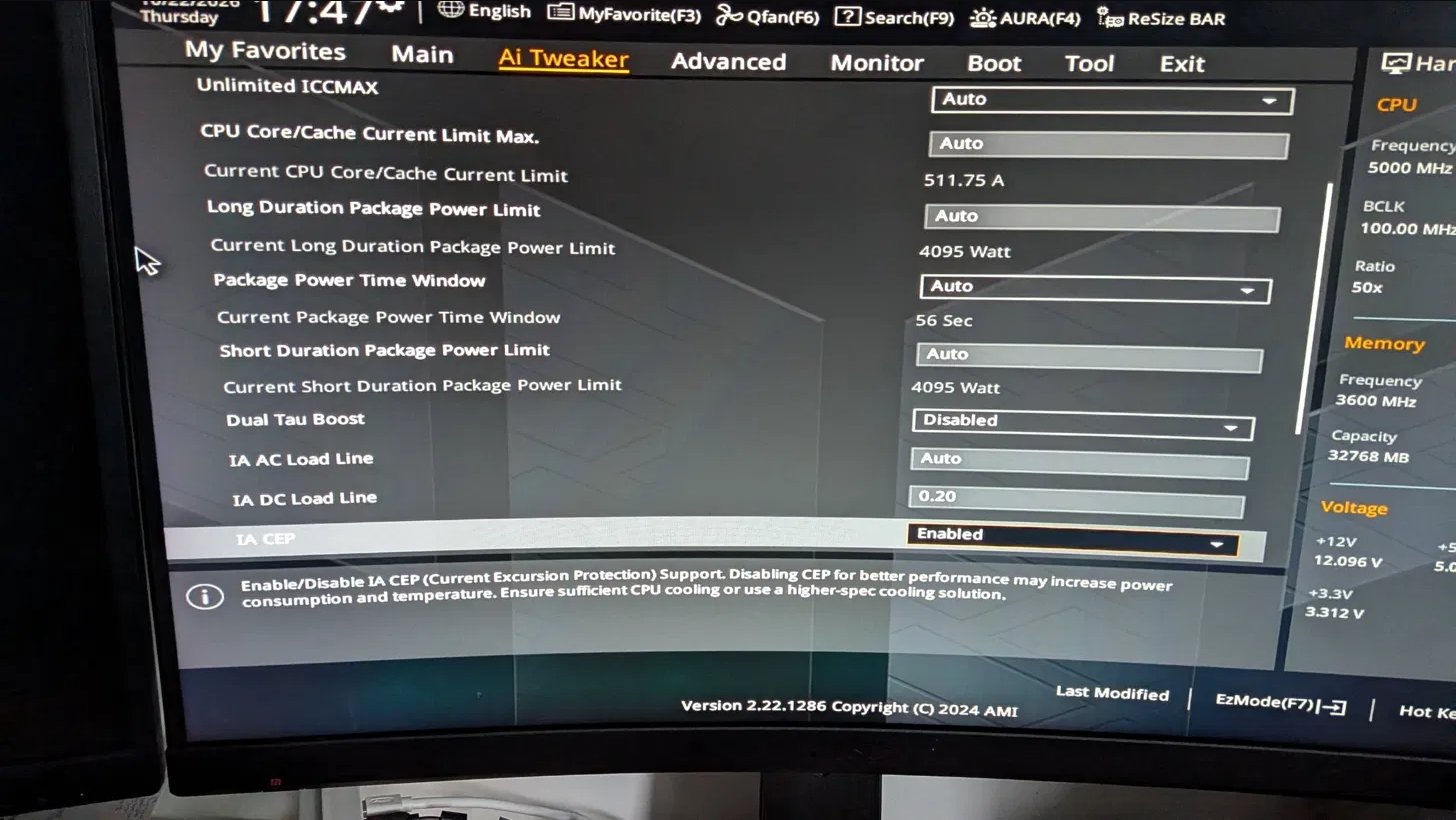 Thursday 17:47 English MyFavorite(F3) Qfan(F6) Search(F9) AURA(F4) ReSize BAR
My Favorites Main Ai Tweaker Advanced Monitor Boot Tool Exit
Unlimited ICCMAX Auto
CPU Core/Cache Current Limit Max. Auto
Current CPU Core/Cache Current Limit 511.75 A
Long Duration Package Power Limit Auto
Current Long Duration Package Power Limit 4095 Watt
Package Power Time Window Auto
Current Package Power Time Window 56 Sec
Short Duration Package Power Limit Auto
Current Short Duration Package Power Limit 4095 Watt
Dual Tau Boost Disabled
IA AC Load Line Auto
IA DC Load Line 0.20
IA CEP Enabled
Enable/Disable IA CEP (Current Excursion Protection) Support. Disabling CEP for better performance may increase power
consumption and temperature. Ensure sufficient CPU cooling or use a higher-spec cooling solution.
CPU
Frequency
5000 MHz
BCLK
100.00 MHz
Ratio
50x
Memory
Frequency
3600 MHz
Capacity
32768 MB
Voltage
+12V
12.096 V
+3.3V
3.312 V
Last Modified | EzMode(F7) | Hot
Version 2.22.1286 Copyright (C) 2024 AMI